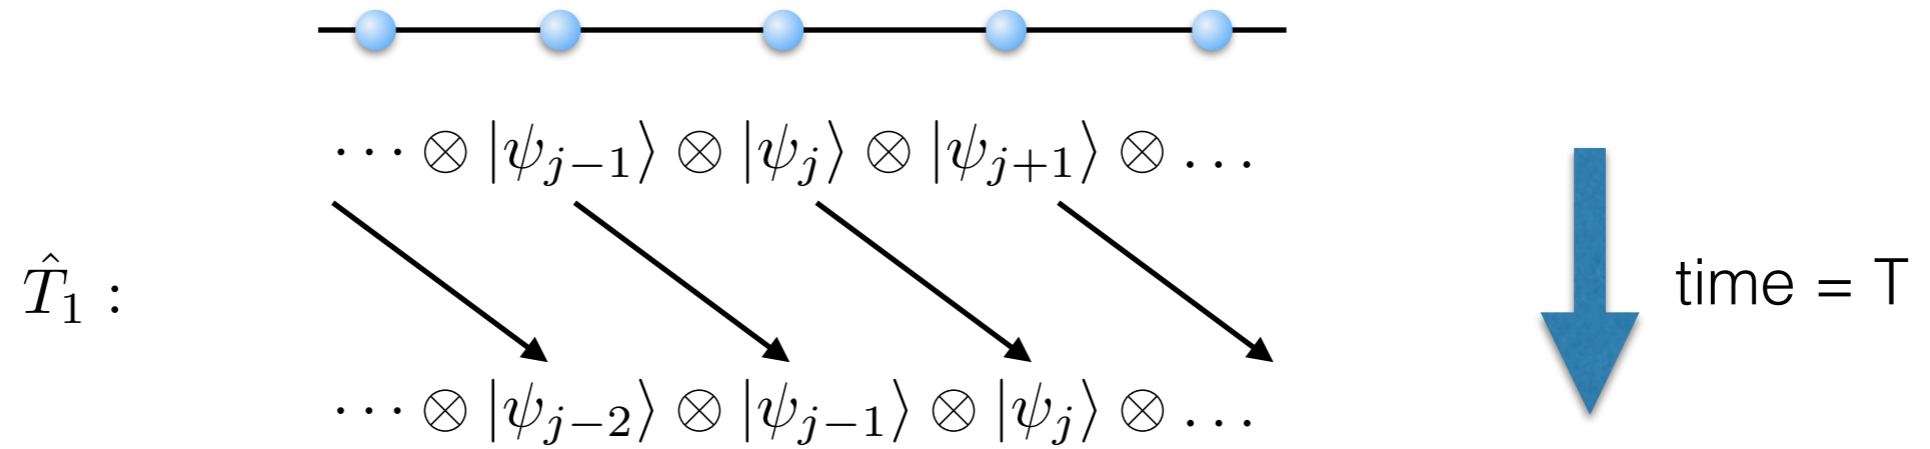 ⋯ ⊗ |ψ_{j−1}⟩ ⊗ |ψ_j⟩ ⊗ |ψ_{j+1}⟩ ⊗ …
T̂_1 :
time = T
⋯ ⊗ |ψ_{j−2}⟩ ⊗ |ψ_{j−1}⟩ ⊗ |ψ_j⟩ ⊗ …